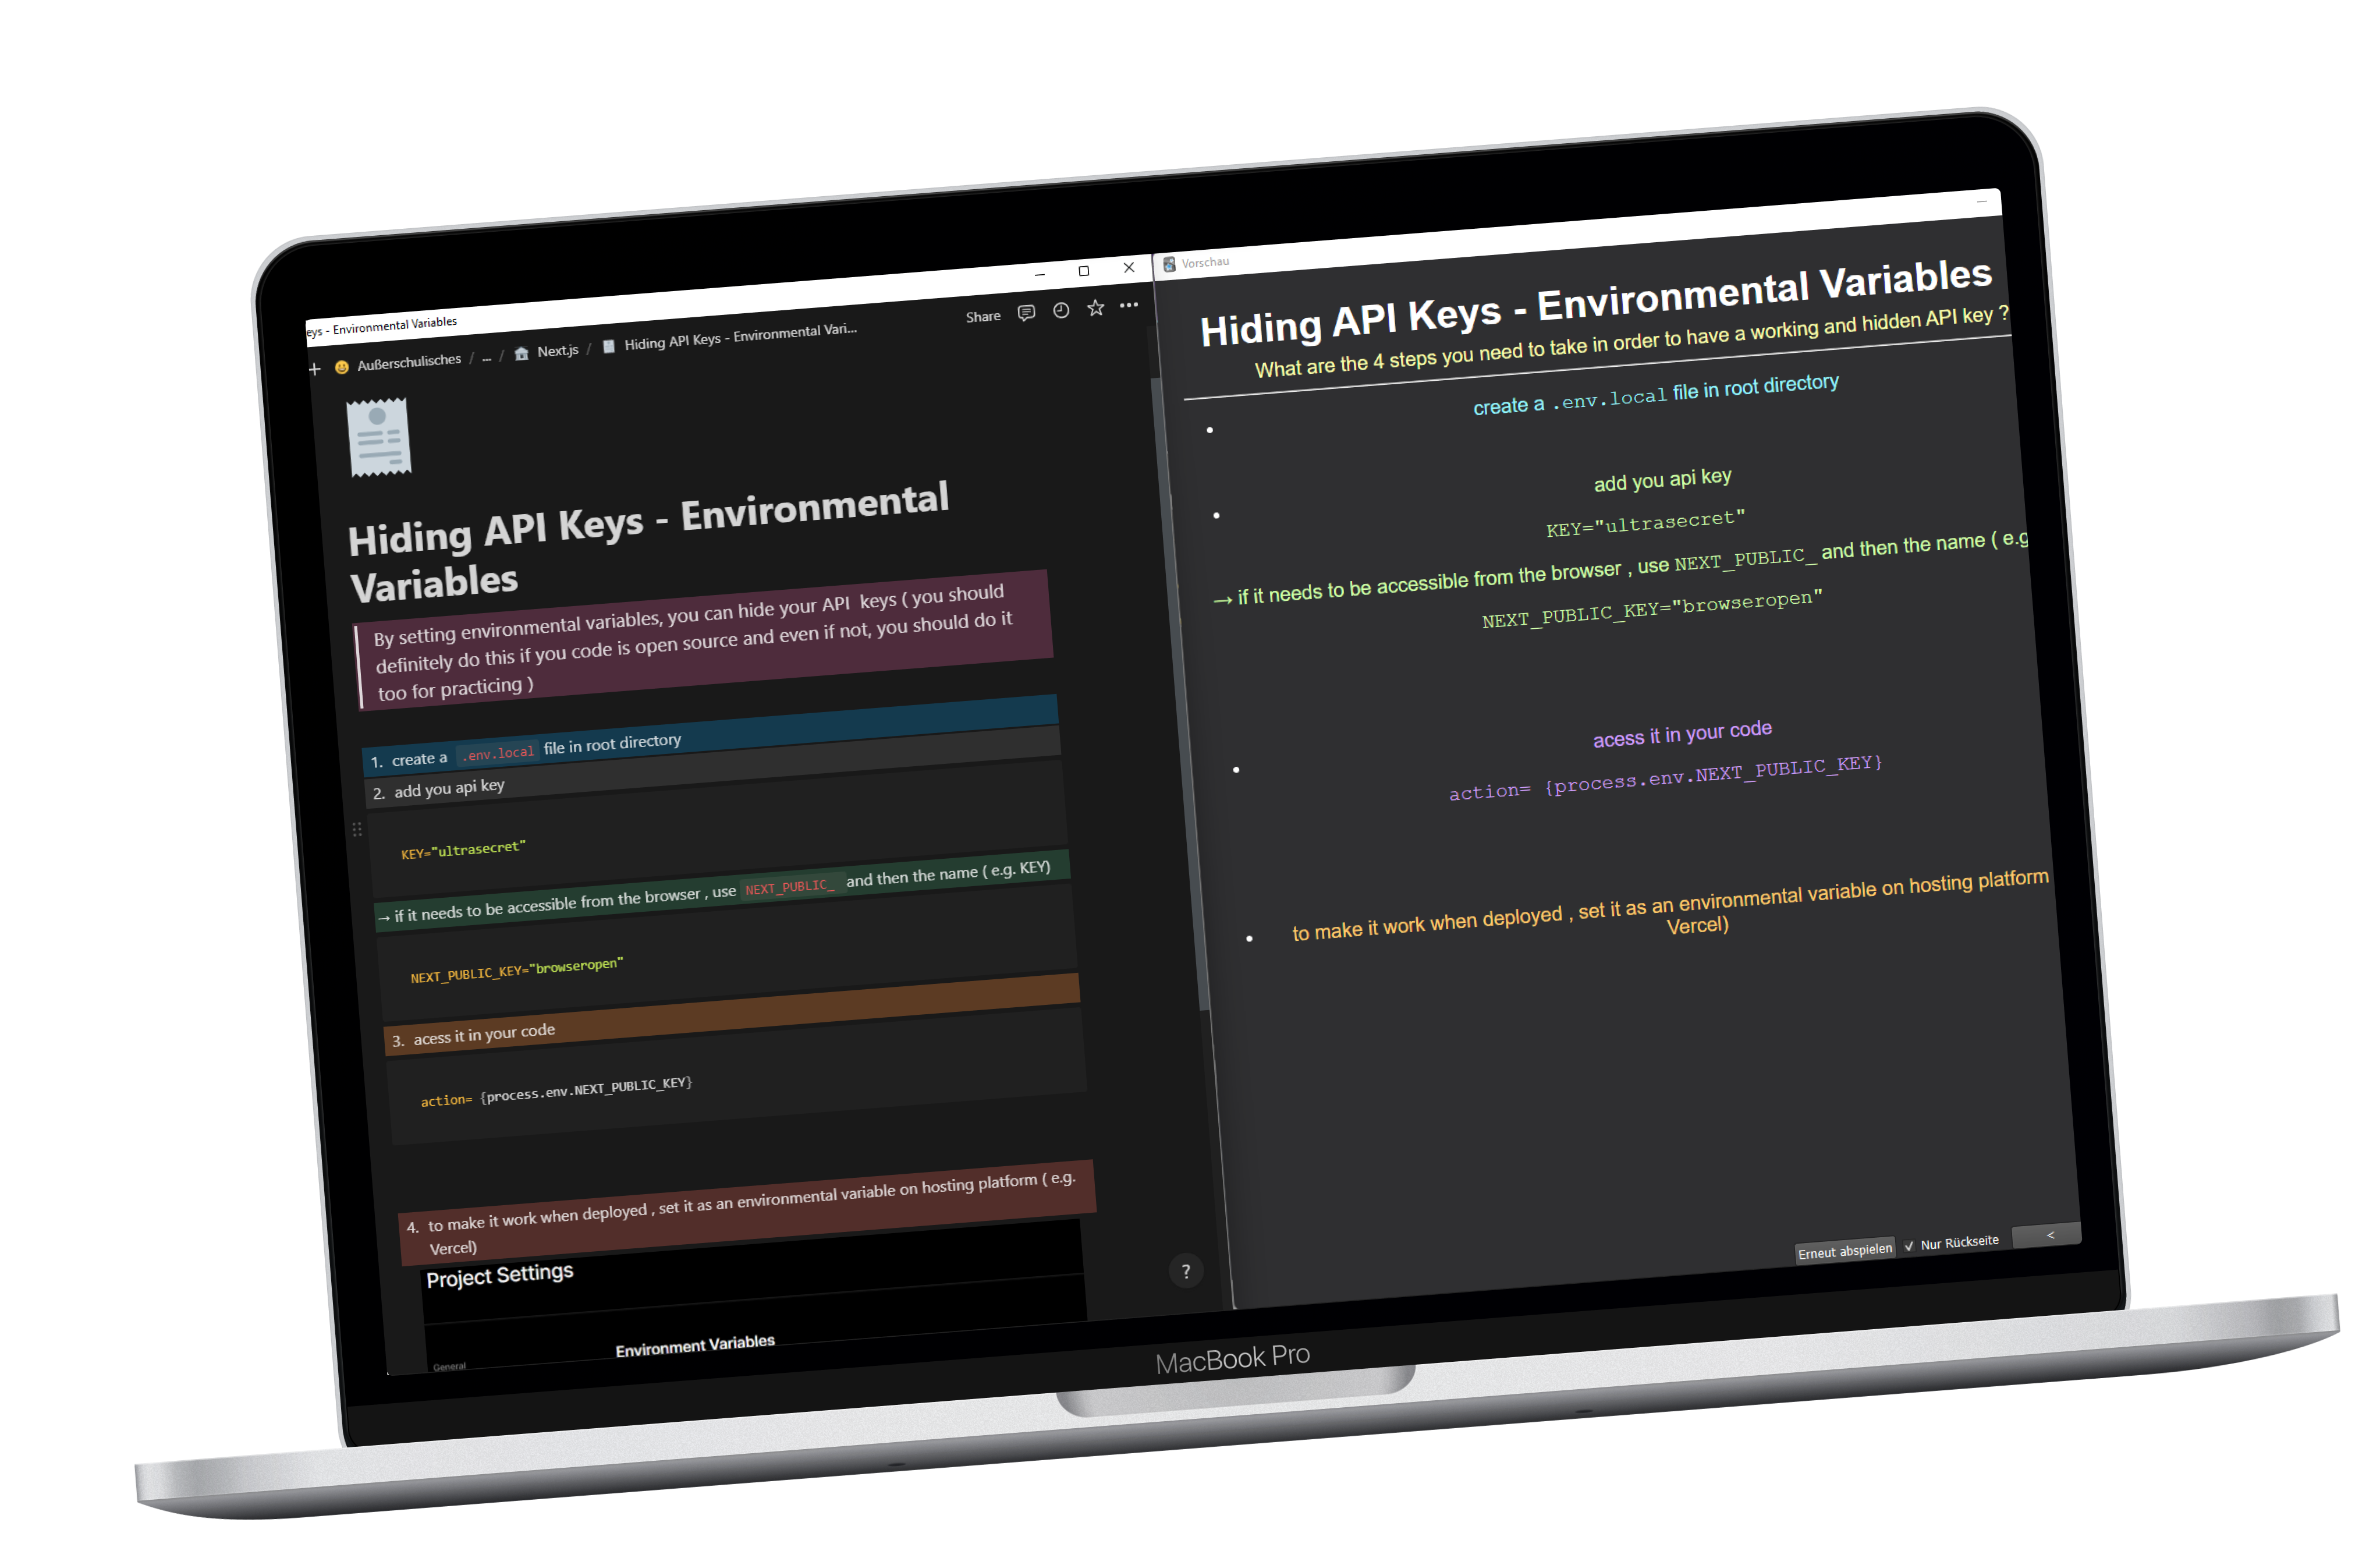 eys - Environmental Variables
Außerschulisches / ... / Next.js / Hiding API Keys - Environmental Vari...
Share
Hiding API Keys - Environmental
Variables
By setting environmental variables, you can hide your API keys ( you should
definitely do this if you code is open source and even if not, you should do it
too for practicing )
1. create a .env.local file in root directory
2. add you api key
KEY="ultrasecret"
→ if it needs to be accessible from the browser , use NEXT_PUBLIC_ and then the name ( e.g. KEY)
NEXT_PUBLIC_KEY="browseropen"
3. acess it in your code
action= {process.env.NEXT_PUBLIC_KEY}
4. to make it work when deployed , set it as an environmental variable on hosting platform ( e.g.
Vercel)
Project Settings
General
Environment Variables
?
Vorschau
Hiding API Keys - Environmental Variables
What are the 4 steps you need to take in order to have a working and hidden API key ?
• create a .env.local file in root directory
• add you api key
KEY="ultrasecret"
→ if it needs to be accessible from the browser , use NEXT_PUBLIC_ and then the name ( e.g
NEXT_PUBLIC_KEY="browseropen"
• acess it in your code
action= {process.env.NEXT_PUBLIC_KEY}
• to make it work when deployed , set it as an environmental variable on hosting platform
Vercel)
Erneut abspielen
Nur Rückseite
<
MacBook Pro